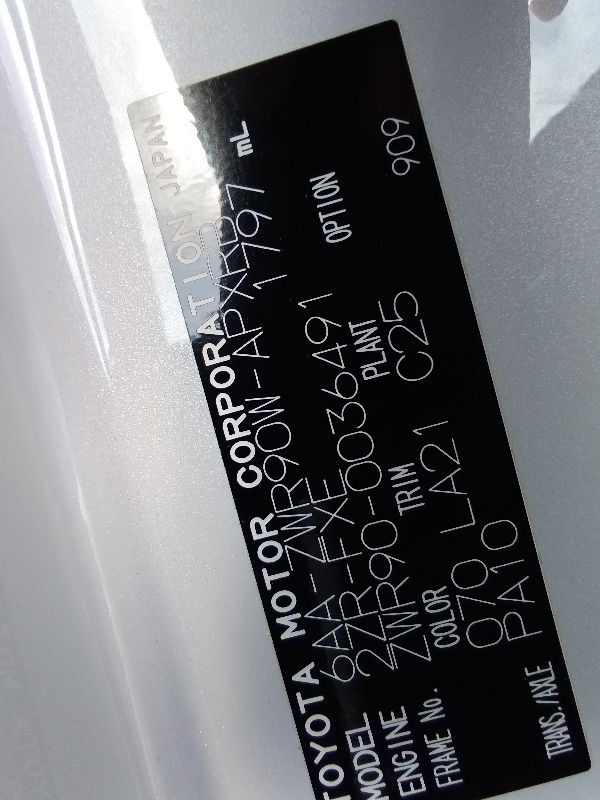 TOYOTA MOTOR CORPORATION JAPAN
MODEL 6AA-ZWR90W-APXRB
ENGINE 2ZR-FXE 1797 mL
FRAME No. ZWR90-0036491
COLOR TRIM PLANT OPTION
070 LA21 C25 909
TRANS./AXLE PA10